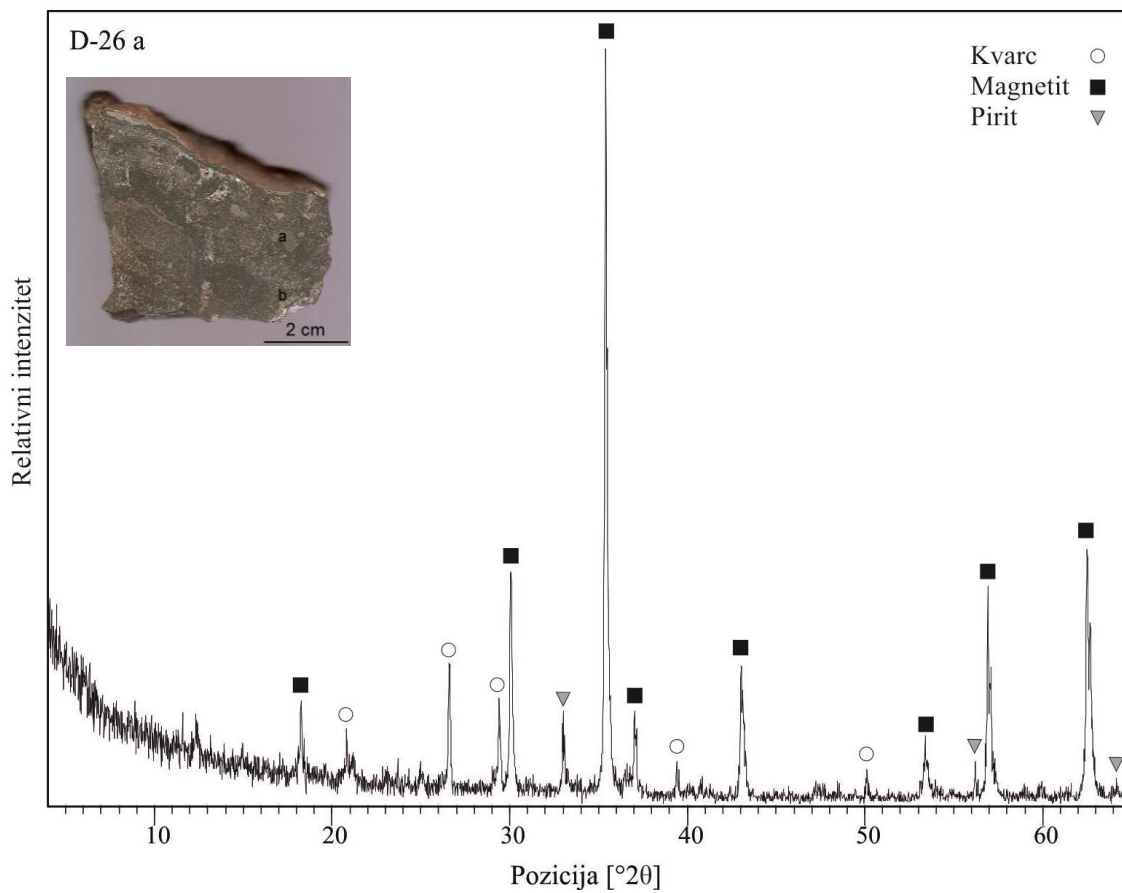 D-26 a
Kvarc
Magnetit
Pirit
a
b
2 cm
Relativni intenzitet
10 20 30 40 50 60
Pozicija [°2θ]